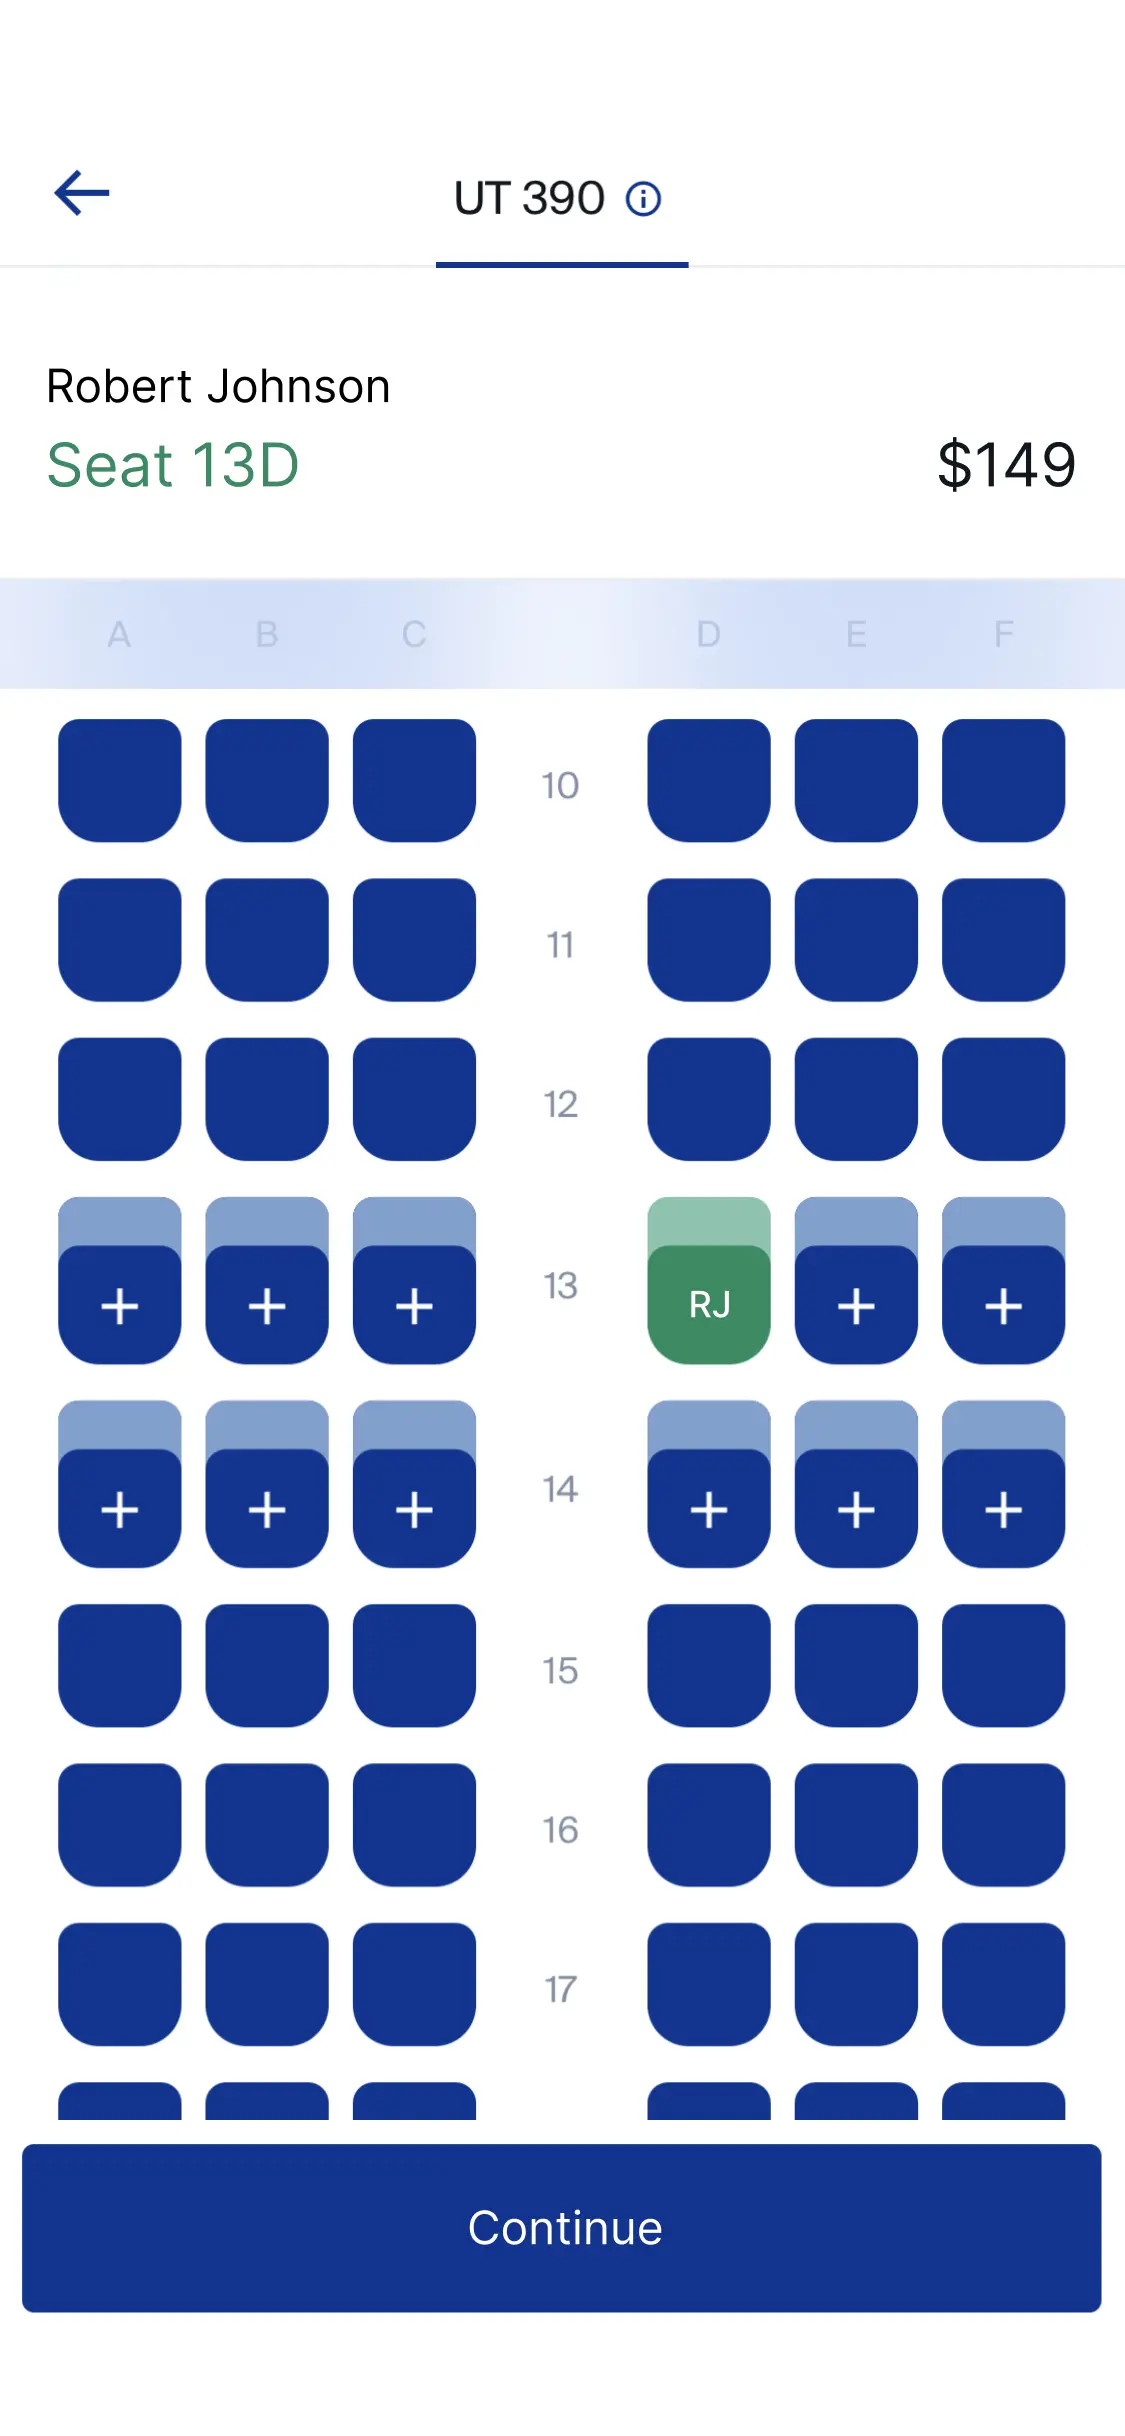 UT 390
Robert Johnson
Seat 13D $149
A B C D E F
10
11
12
+ + + 13 RJ + +
+ + + 14 + + +
15
16
17
Continue